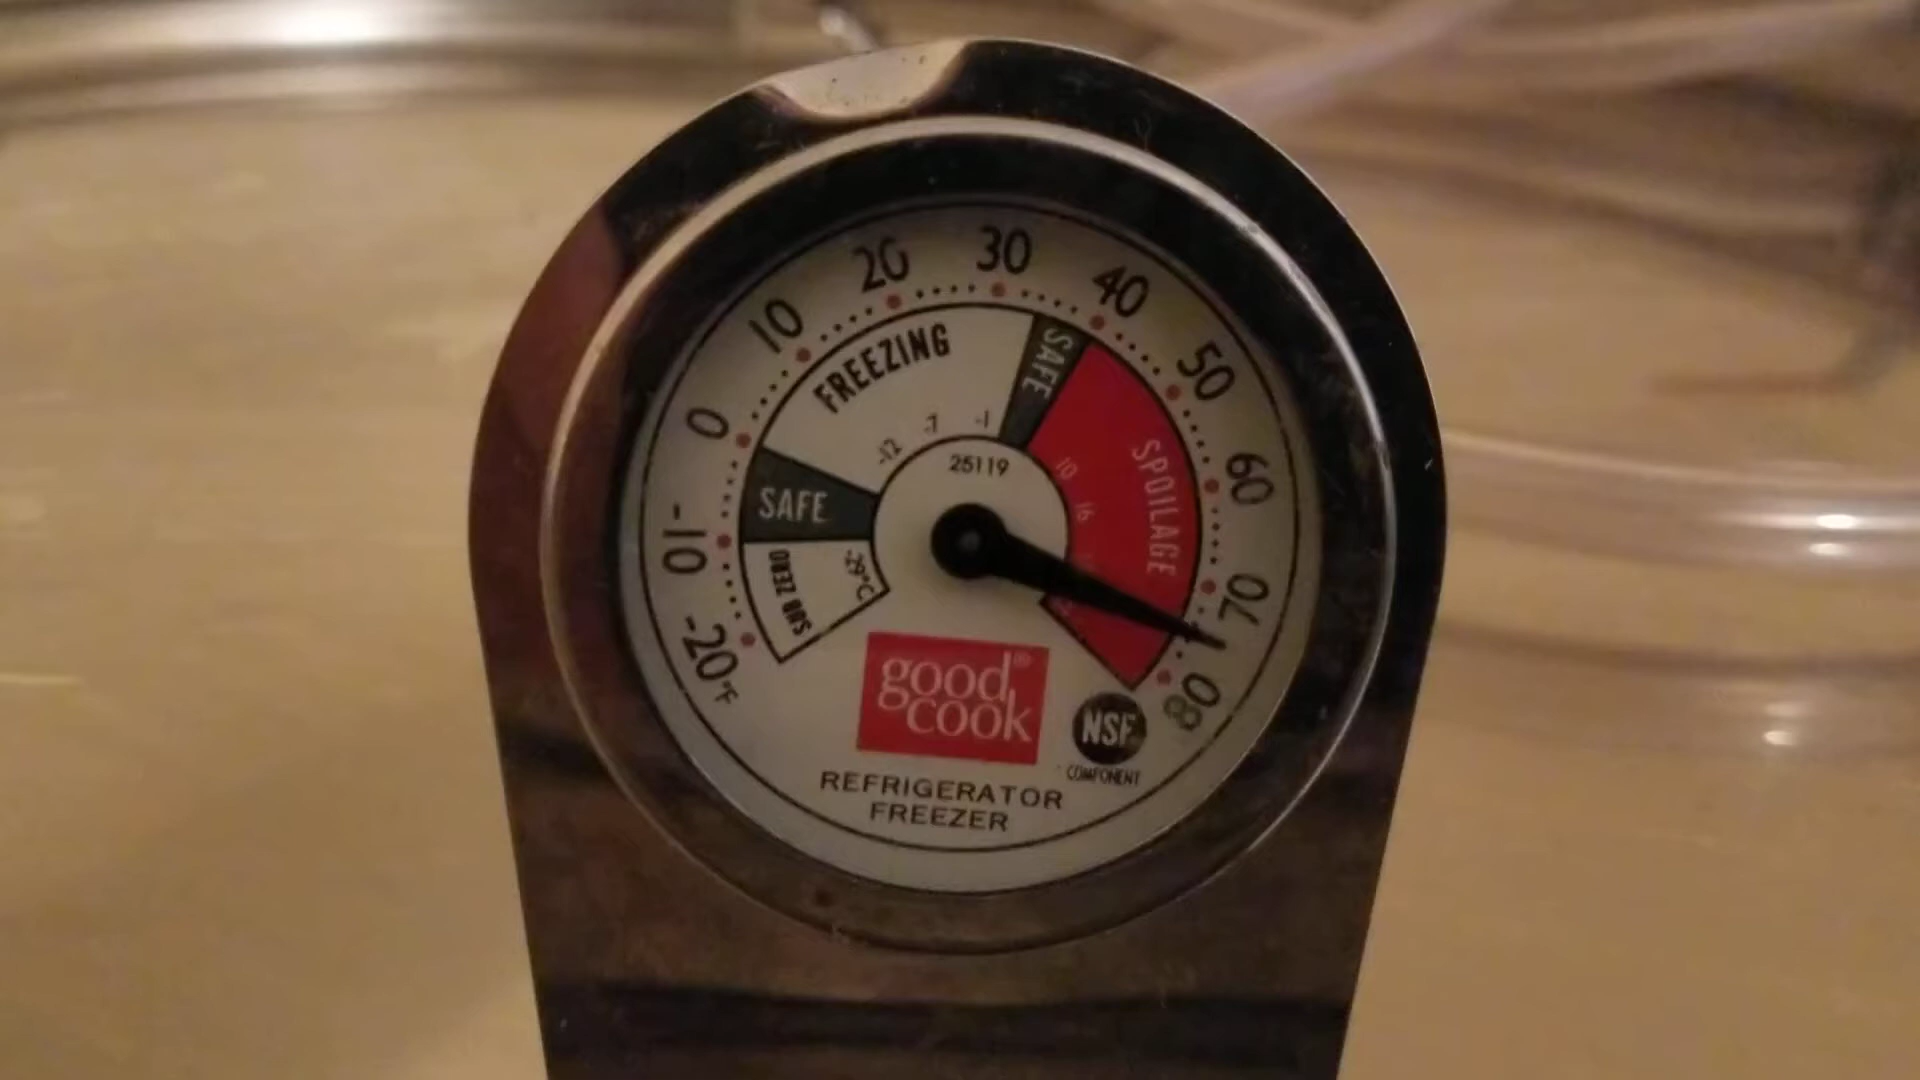 -20°F
-10
0
10
20
30
40
50
60
70
80
FREEZING
SAFE
SPOILAGE
SAFE
SUB ZERO
-29°C
-12
-7
-1
10
16
25119
good®
cook
NSF
COMPONENT
REFRIGERATOR
FREEZER